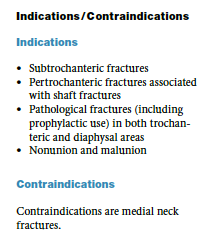 Indications/Contraindications
Indications
• Subtrochanteric fractures
• Pertrochanteric fractures associated
with shaft fractures
• Pathological fractures (including
prophylactic use) in both trochan-
teric and diaphysal areas
• Nonunion and malunion
Contraindications
Contraindications are medial neck
fractures.